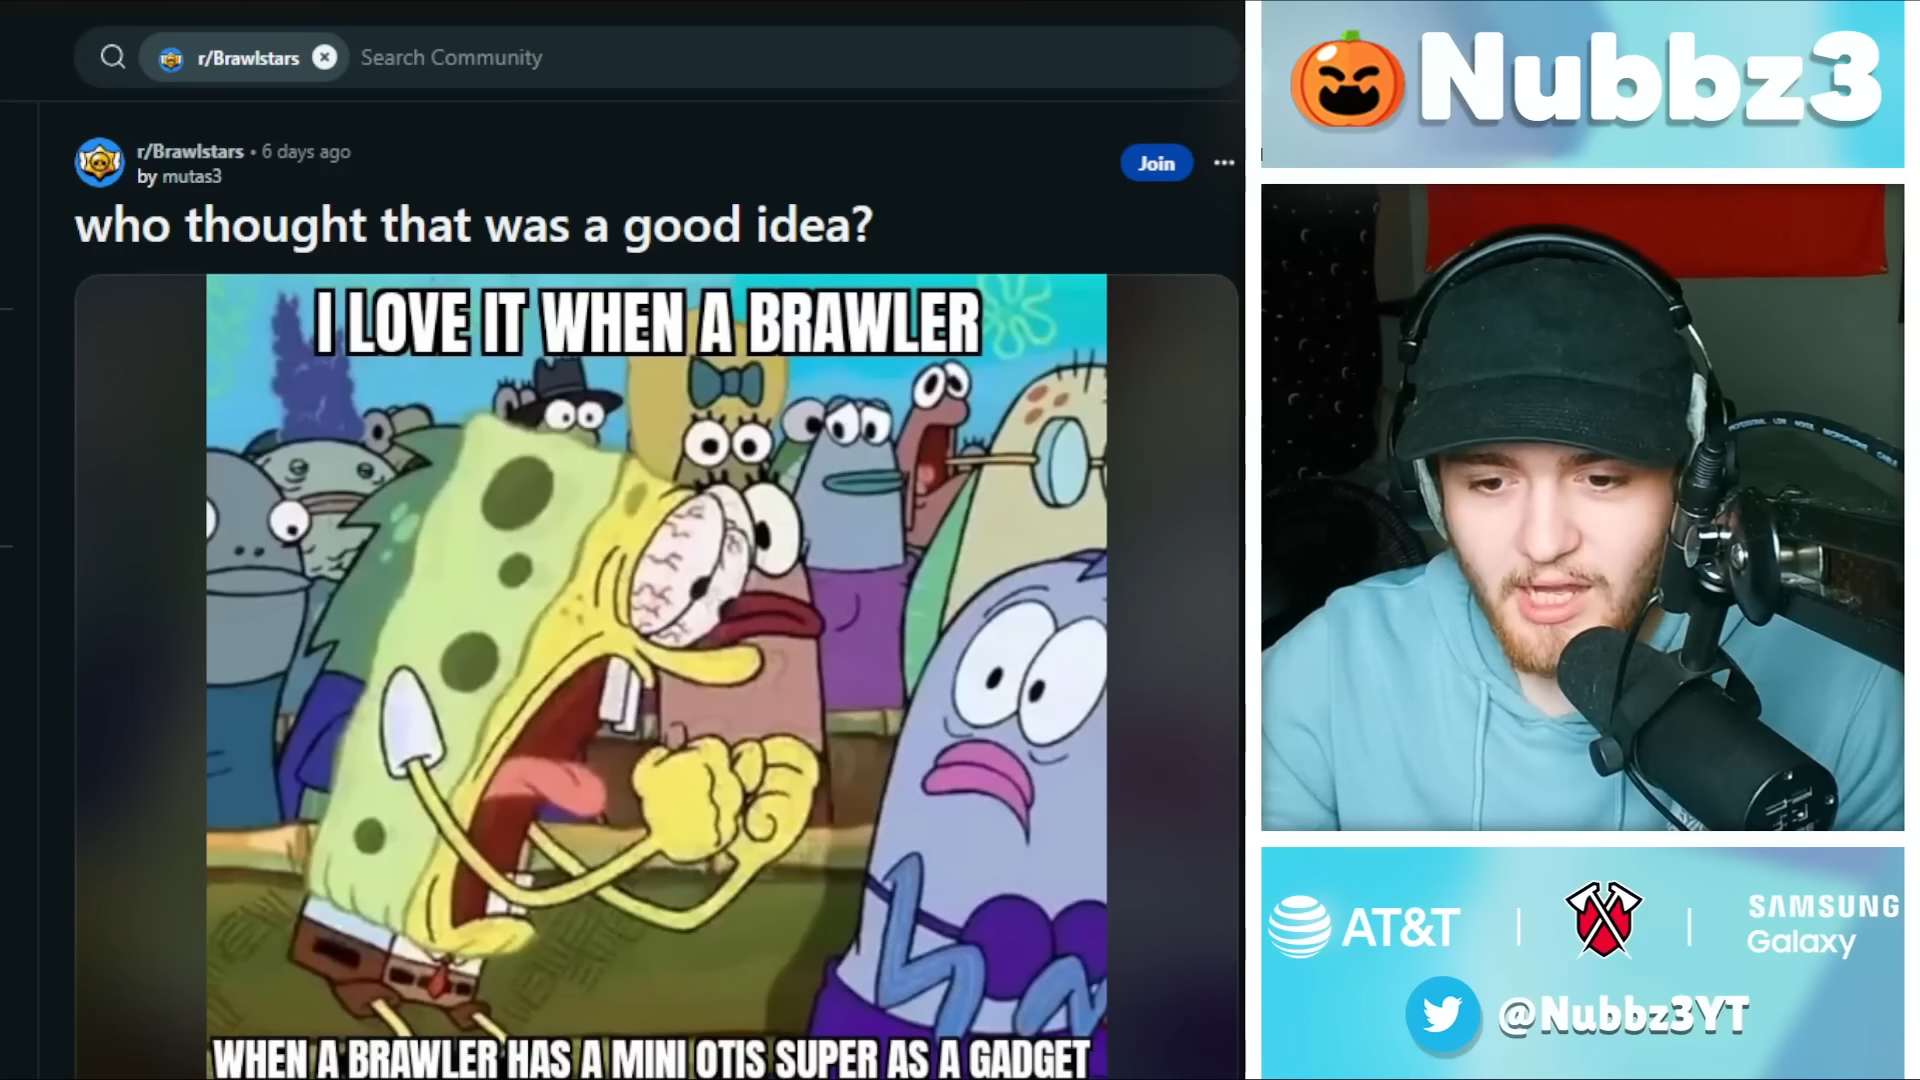 r/Brawlstars
Search Community
r/Brawlstars • 6 days ago
by mutas3
Join
who thought that was a good idea?
I LOVE IT WHEN A BRAWLER
WHEN A BRAWLER HAS A MINI OTIS SUPER AS A GADGET
Nubbz3
AT&T
SAMSUNG
Galaxy
@Nubbz3YT